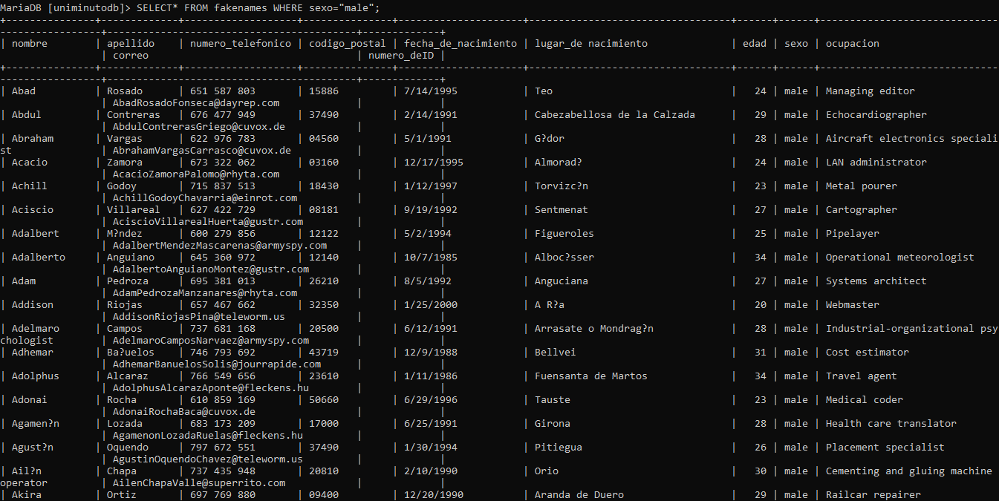 MariaDB [uniminutodb]> SELECT* FROM fakenames WHERE sexo="male";
+---------------+-------------+-------------------+---------------+---------------------+----------------------------------+------+------+------------------------------
-----------------+------------------------------------------+-------------+
| nombre | apellido | numero_telefonico | codigo_postal | fecha_de_nacimiento | lugar_de nacimiento | edad | sexo | ocupacion
| correo | numero_deID |
+---------------+-------------+-------------------+---------------+---------------------+----------------------------------+------+------+------------------------------
-----------------+------------------------------------------+-------------+
| Abad | Rosado | 651 587 803 | 15886 | 7/14/1995 | Teo | 24 | male | Managing editor
| AbadRosadoFonseca@dayrep.com | |
| Abdul | Contreras | 676 477 949 | 37490 | 2/14/1991 | Cabezabellosa de la Calzada | 29 | male | Echocardiographer
| AbdulContrerasGriego@cuvox.de | |
| Abraham | Vargas | 622 976 783 | 04560 | 5/1/1991 | G?dor | 28 | male | Aircraft electronics speciali
st | AbrahamVargasCarrasco@cuvox.de | |
| Acacio | Zamora | 673 322 062 | 03160 | 12/17/1995 | Almorad? | 24 | male | LAN administrator
| AcacioZamoraPalomo@rhyta.com | |
| Achill | Godoy | 715 837 513 | 18430 | 1/12/1997 | Torvizc?n | 23 | male | Metal pourer
| AchillGodoyChavarria@einrot.com | |
| Aciscio | Villareal | 627 422 729 | 08181 | 9/19/1992 | Sentmenat | 27 | male | Cartographer
| AciscioVillarealHuerta@gustr.com | |
| Adalbert | M?ndez | 600 279 856 | 12122 | 5/2/1994 | Figueroles | 25 | male | Pipelayer
| AdalbertMendezMascarenas@armyspy.com | |
| Adalberto | Anguiano | 645 360 972 | 12140 | 10/7/1985 | Alboc?sser | 34 | male | Operational meteorologist
| AdalbertoAnguianoMontez@gustr.com | |
| Adam | Pedroza | 695 381 013 | 26210 | 8/5/1992 | Anguciana | 27 | male | Systems architect
| AdamPedrozaManzanares@rhyta.com | |
| Addison | Riojas | 657 467 662 | 32350 | 1/25/2000 | A R?a | 20 | male | Webmaster
| AddisonRiojasPina@teleworm.us | |
| Adelmaro | Campos | 737 681 168 | 20500 | 6/12/1991 | Arrasate o Mondrag?n | 28 | male | Industrial-organizational psy
chologist | AdelmaroCamposNarvaez@armyspy.com | |
| Adhemar | Ba?uelos | 746 793 692 | 43719 | 12/9/1988 | Bellvei | 31 | male | Cost estimator
| AdhemarBanuelosSolis@jourrapide.com | |
| Adolphus | Alcaraz | 766 549 656 | 23610 | 1/11/1986 | Fuensanta de Martos | 34 | male | Travel agent
| AdolphusAlcarazAponte@fleckens.hu | |
| Adonai | Rocha | 610 859 169 | 50660 | 6/29/1996 | Tauste | 23 | male | Medical coder
| AdonaiRochaBaca@cuvox.de | |
| Agamen?n | Lozada | 683 173 209 | 17000 | 6/25/1991 | Girona | 28 | male | Health care translator
| AgamenonLozadaRuelas@fleckens.hu | |
| Agust?n | Oquendo | 797 672 551 | 37490 | 1/30/1994 | Pitiegua | 26 | male | Placement specialist
| AgustinOquendoChavez@teleworm.us | |
| Ail?n | Chapa | 737 435 948 | 20810 | 2/10/1990 | Orio | 30 | male | Cementing and gluing machine
operator | AilenChapaValle@superrito.com | |
| Akira | Ortiz | 697 769 880 | 09400 | 12/20/1990 | Aranda de Duero | 29 | male | Railcar repairer